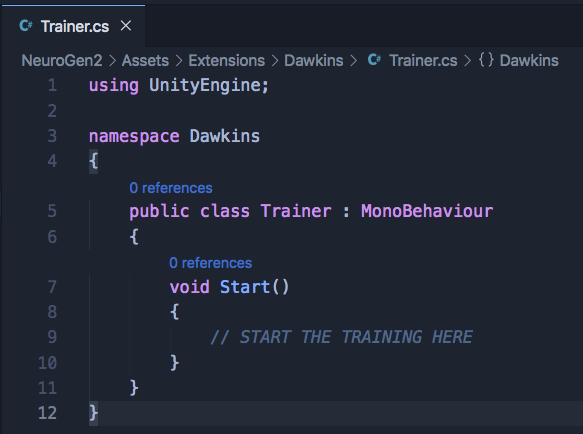 C# Trainer.cs ×
NeuroGen2 > Assets > Extensions > Dawkins > C# Trainer.cs > {} Dawkins
1 using UnityEngine;
2
3 namespace Dawkins
4 {
0 references
5 public class Trainer : MonoBehaviour
6 {
0 references
7 void Start()
8 {
9 // START THE TRAINING HERE
10 }
11 }
12 }